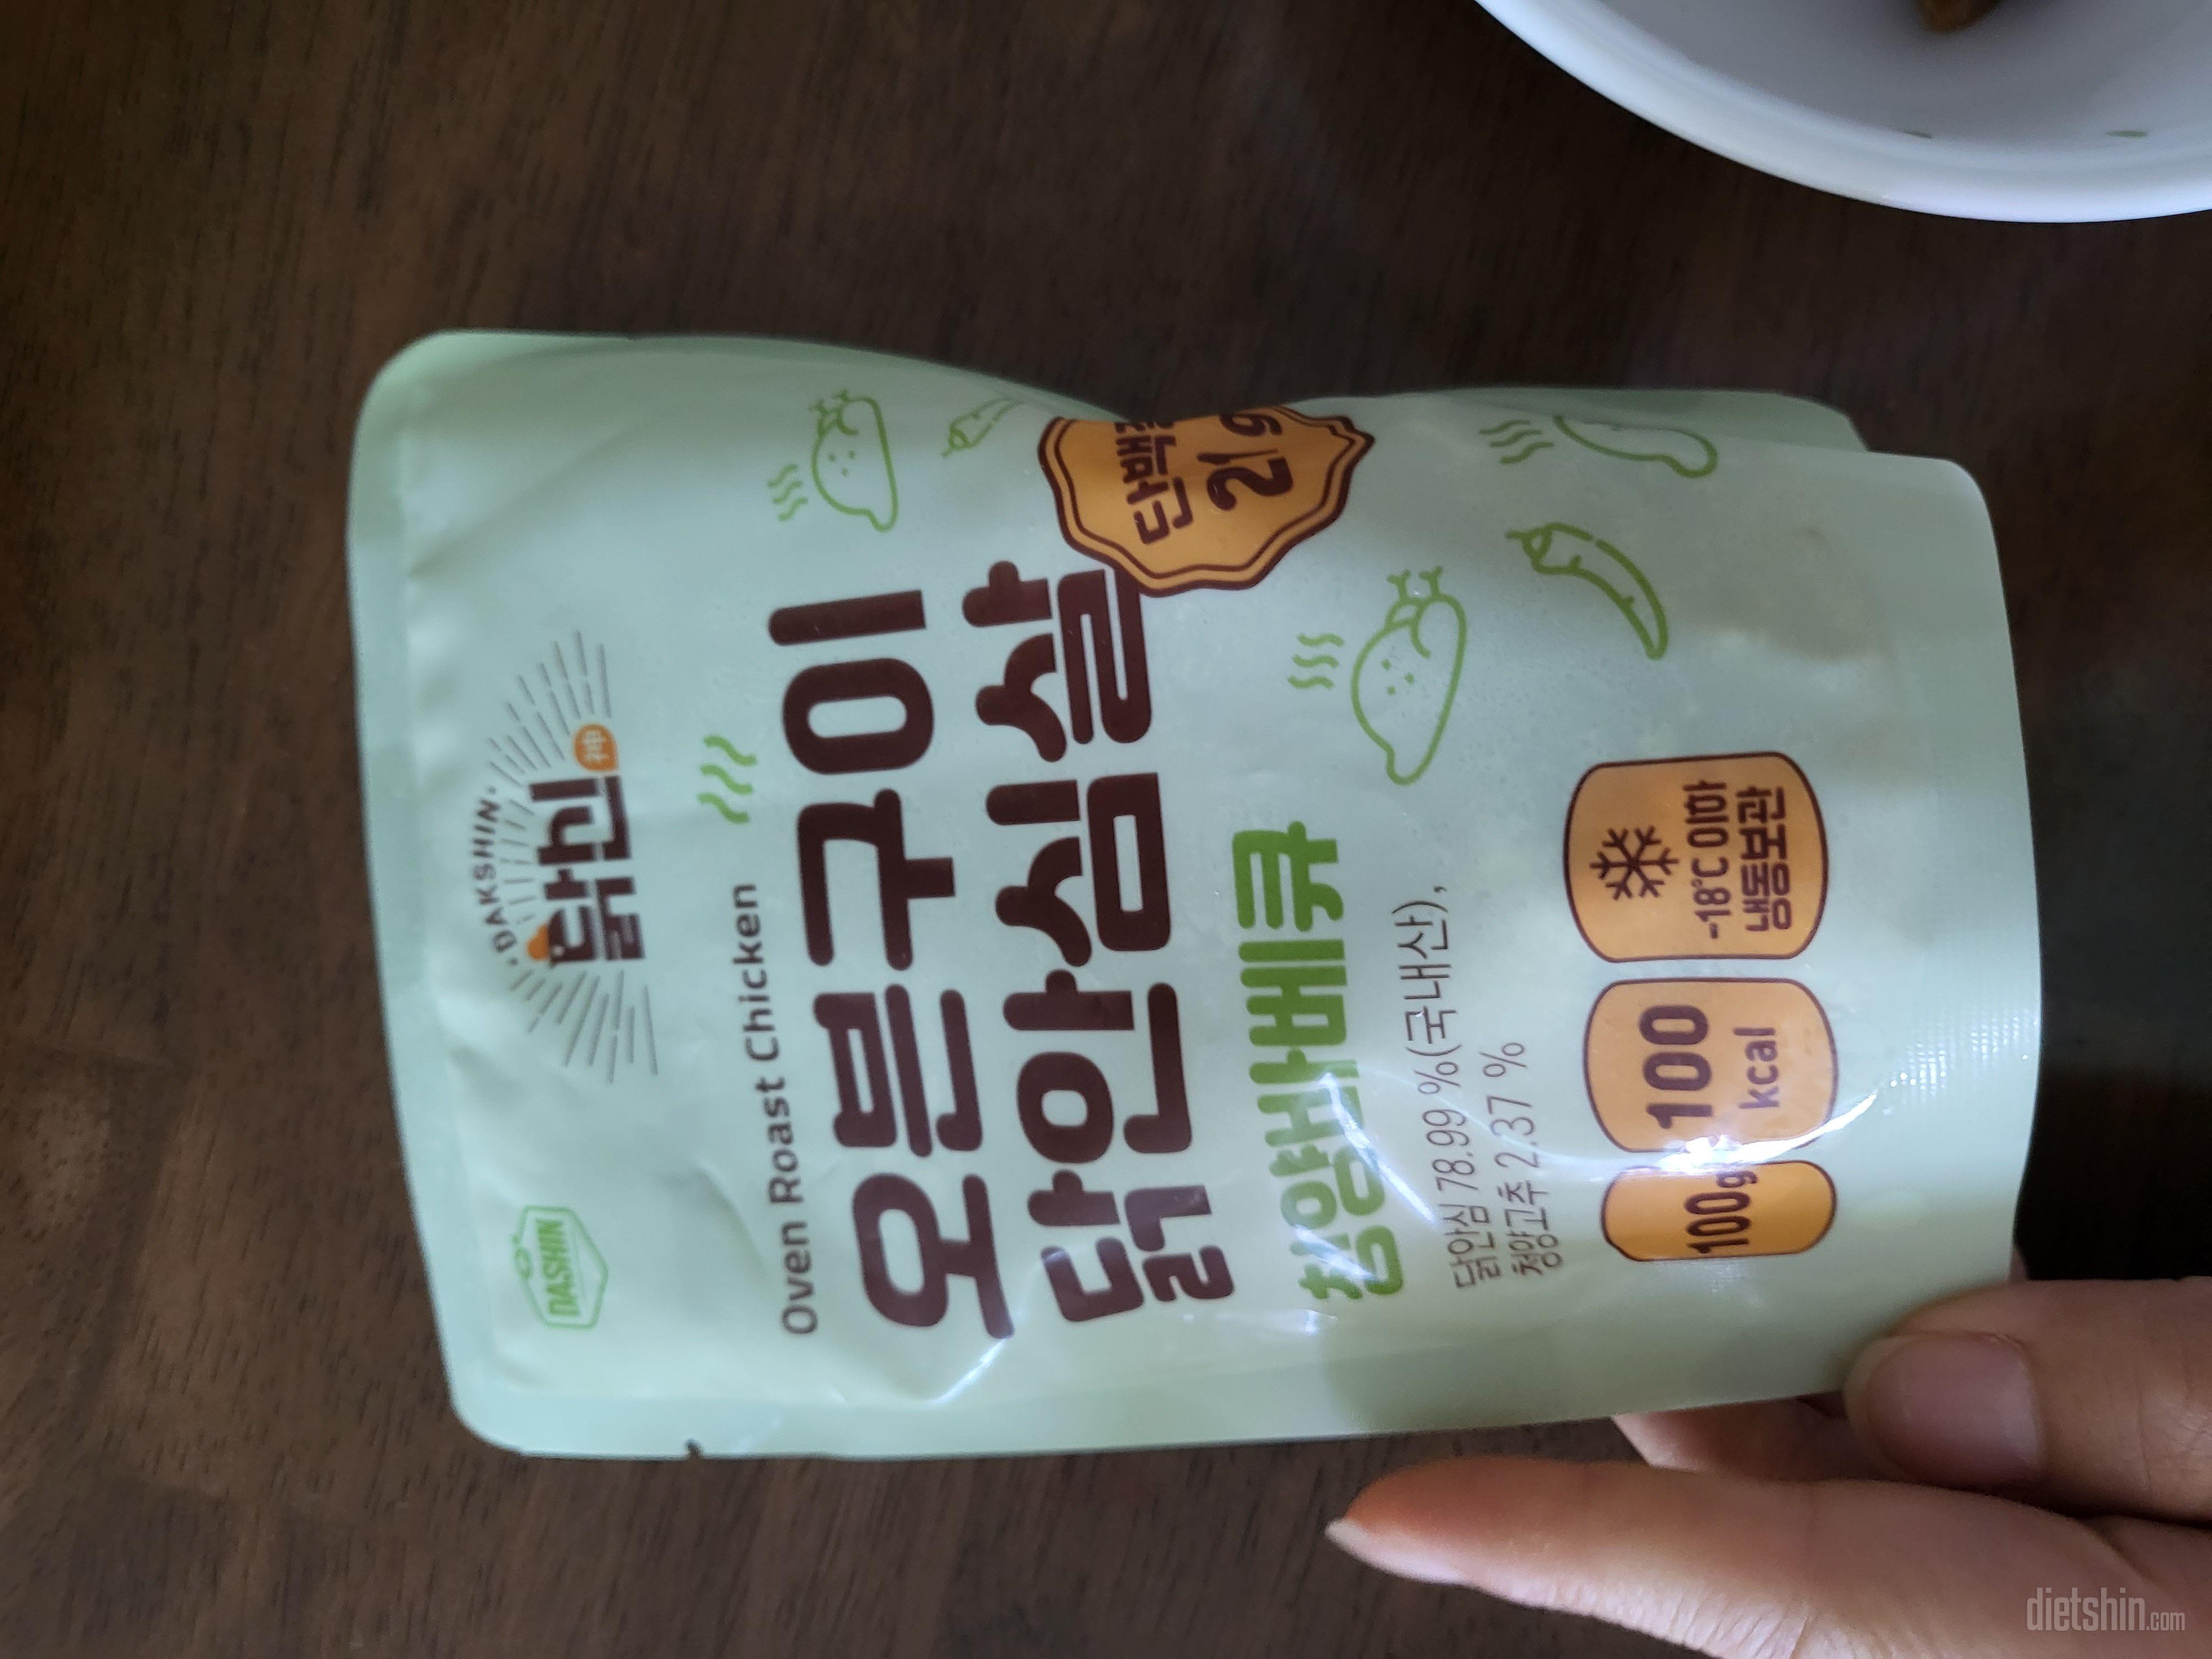 DASHIN
·DAKSHIN·
닭신
神
Oven Roast Chicken
오븐구이
닭안심살
단백
21g
청양바베큐
닭안심 78.99 %(국내산),
청양고추 2.37 %
100g
100
kcal
-18℃ 이하
냉동보관
dietshin.com